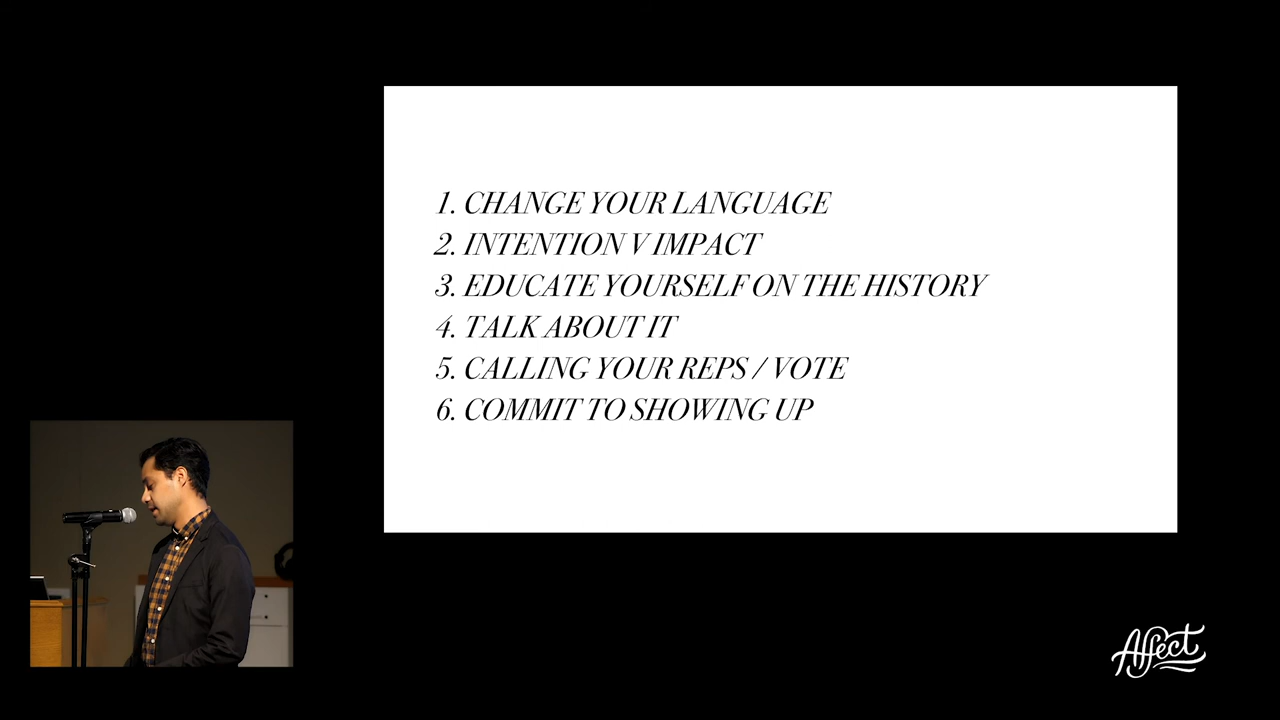 1. CHANGE YOUR LANGUAGE
2. INTENTION V IMPACT
3. EDUCATE YOURSELF ON THE HISTORY
4. TALK ABOUT IT
5. CALLING YOUR REPS / VOTE
6. COMMIT TO SHOWING UP
Affect